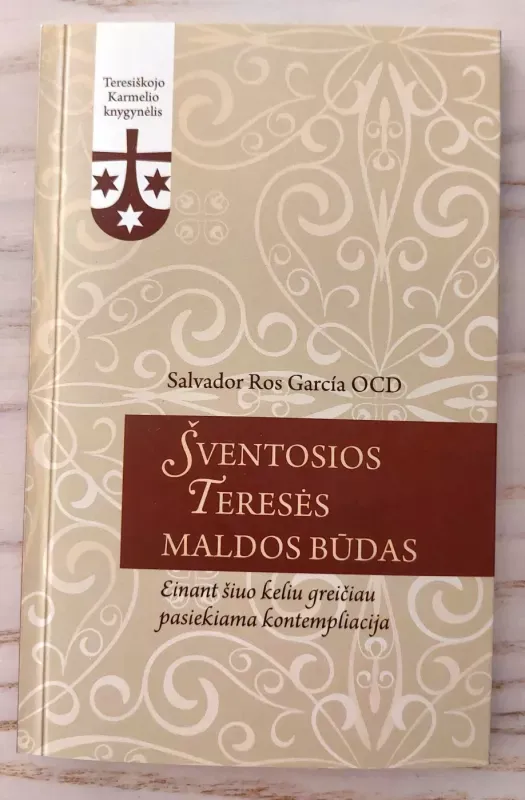 Teresiškojo
Karmelio
knygynėlis
Salvador Ros García OCD
Šventosios
Teresės
maldos būdas
Einant šiuo keliu greičiau
pasiekiama kontempliacija